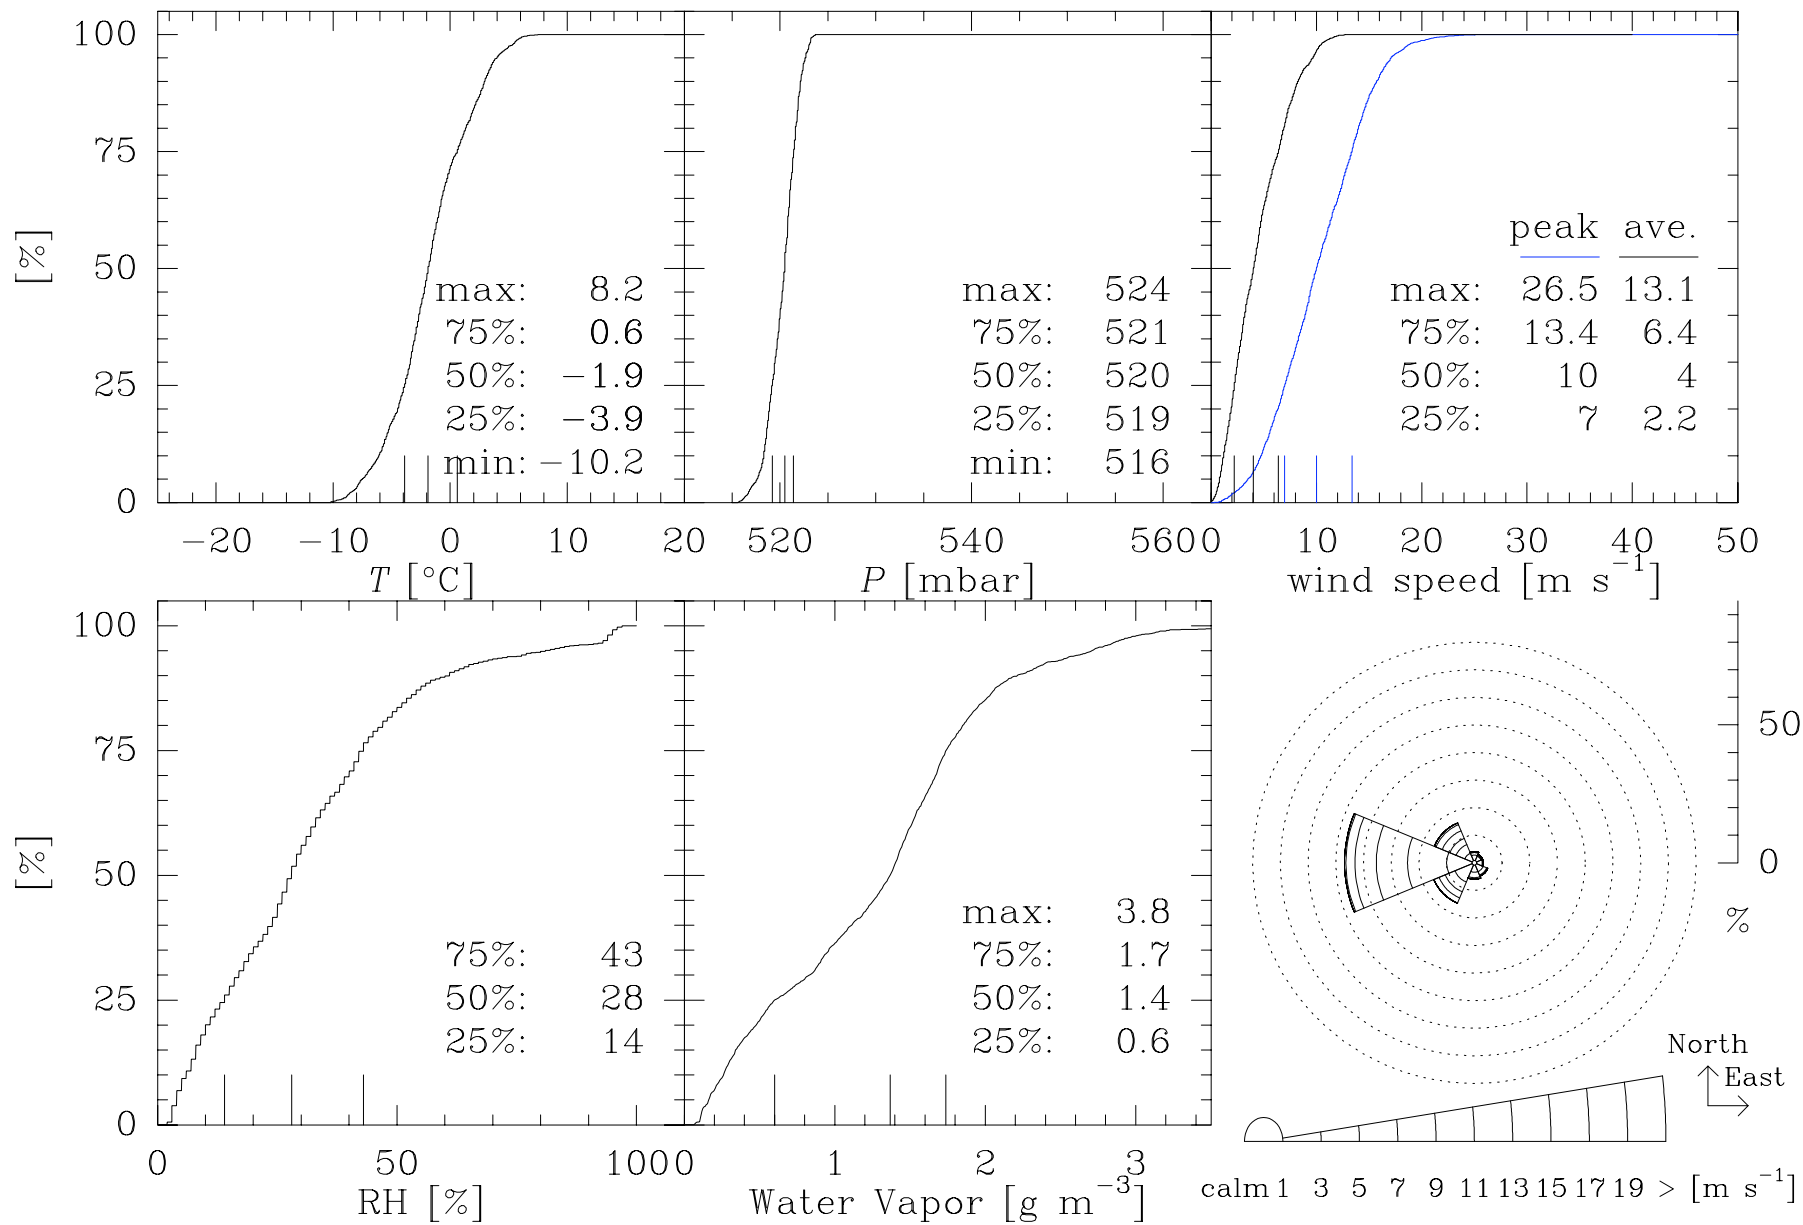 100
75
50
25
0
[%]
max: 8.2
75%: 0.6
50%: −1.9
25%: −3.9
min: −10.2
−20 −10 0 10 20
T [°C]
max: 524
75%: 521
50%: 520
25%: 519
min: 516
520 540 560
P [mbar]
peak ave.
max: 26.5 13.1
75%: 13.4 6.4
50%: 10 4
25%: 7 2.2
0 10 20 30 40 50
wind speed [m s⁻¹]
100
75
50
25
0
[%]
75%: 43
50%: 28
25%: 14
0 50 100
RH [%]
max: 3.8
75%: 1.7
50%: 1.4
25%: 0.6
0 1 2 3
Water Vapor [g m⁻³]
50
0
%
North
East
calm 1 3 5 7 9 11 13 15 17 19 > [m s⁻¹]